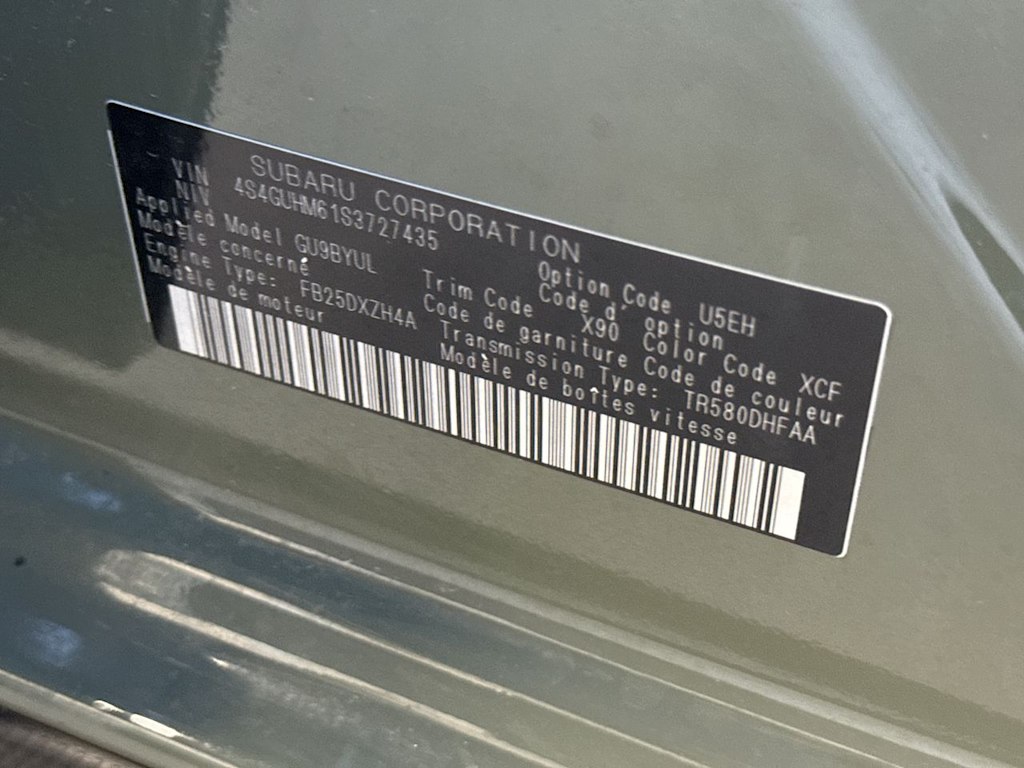 SUBARU CORPORATION
VIN
NIV 4S4GUHM61S3727435
Option Code U5EH
Code d' option
Applied Model GU9BYUL
Modèle concerné
Trim Code X90
Code de garniture
Color Code XCF
Code de couleur
Engine Type: FB25DXZH4A
Modèle de moteur
Transmission Type: TR580DHFAA
Modèle de boîtes vitesse